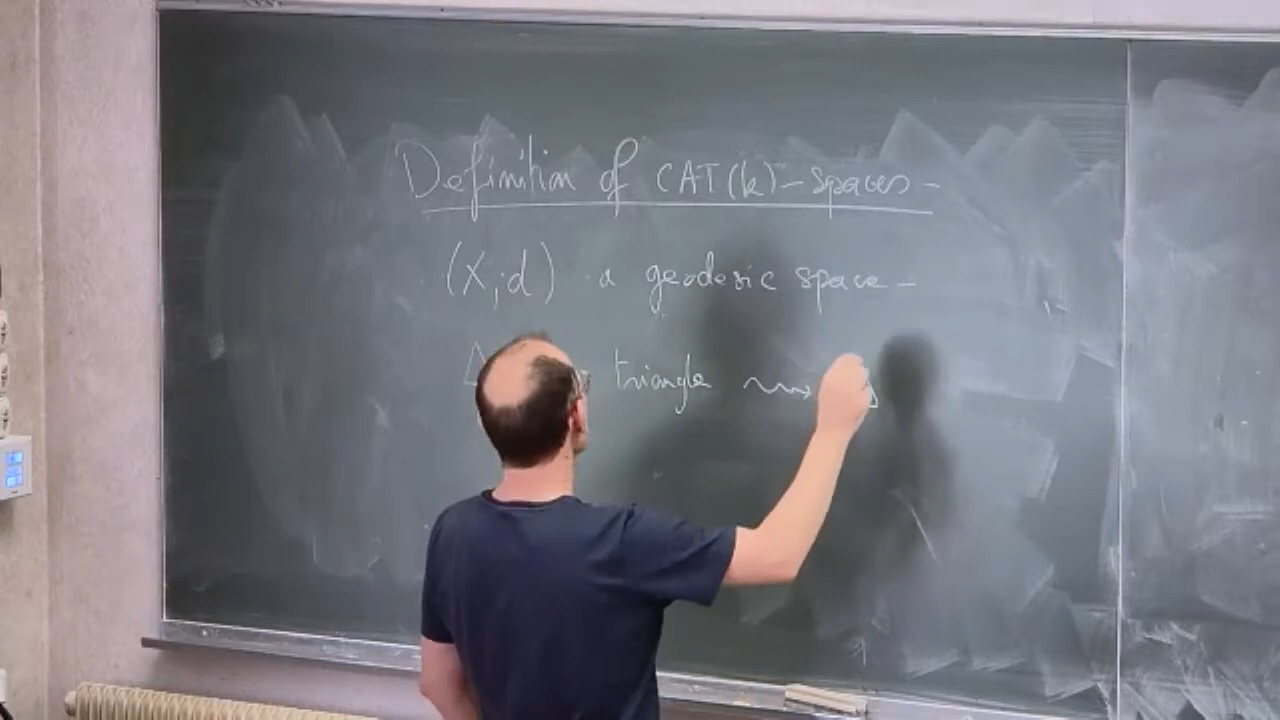 Definition of CAT(k)-spaces-
(X,d) a geodesic space-
Δ triangle ⇝ Δ